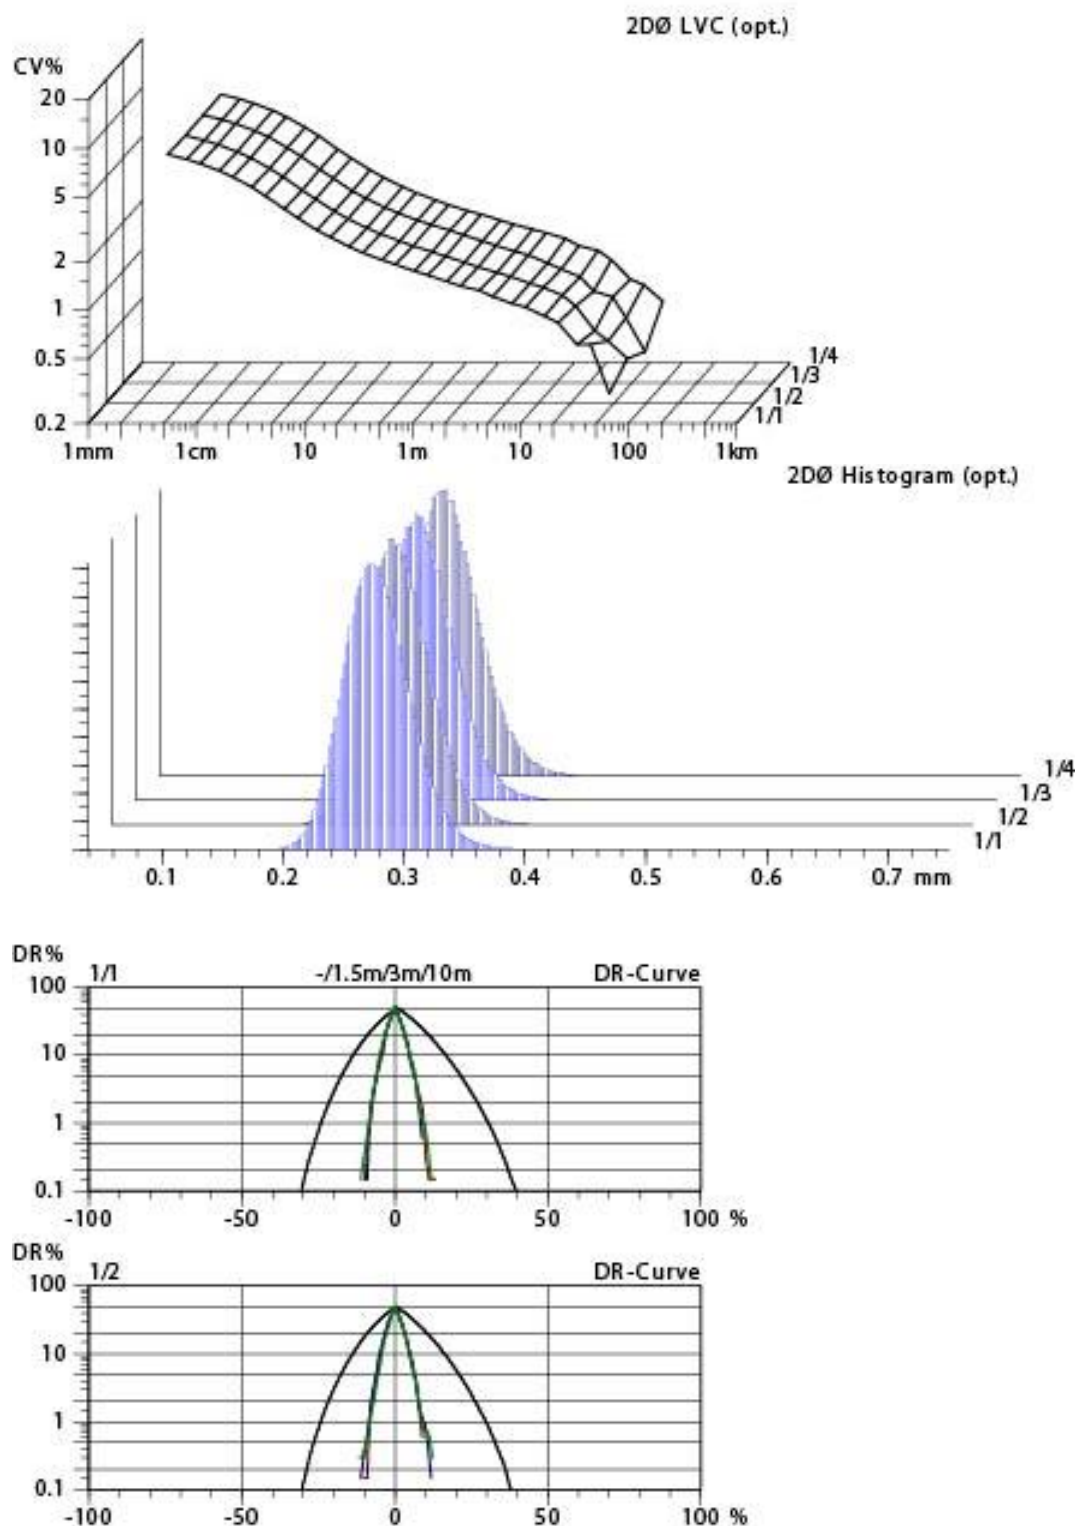 2DØ LVC (opt.)
CV%
20
10
5
2
1
0.5
0.2
1/4
1/3
1/2
1/1
1mm 1cm 10 1m 10 100 1km
2DØ Histogram (opt.)
1/4
1/3
1/2
1/1
0.1 0.2 0.3 0.4 0.5 0.6 0.7 mm
DR%
1/1 -/1.5m/3m/10m DR-Curve
100
10
1
0.1
-100 -50 0 50 100 %
DR%
1/2 DR-Curve
100
10
1
0.1
-100 -50 0 50 100 %